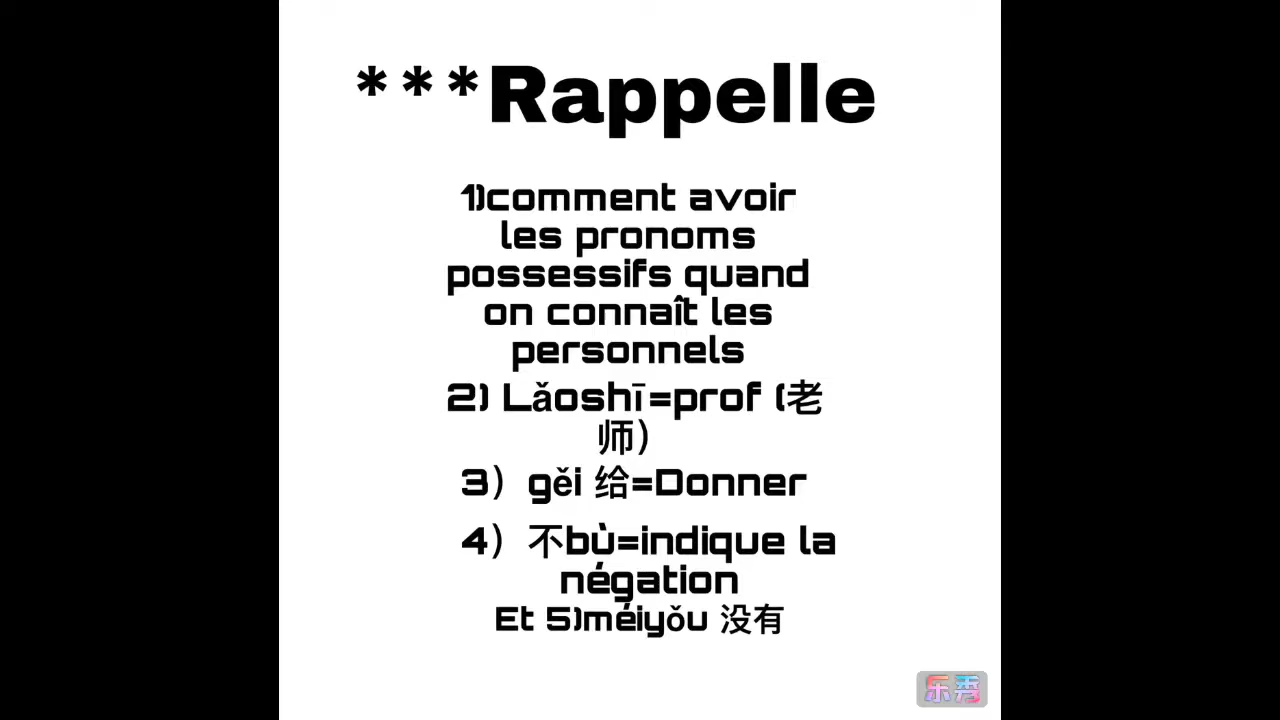 ***Rappelle
1)comment avoir
les pronoms
possessifs quand
on connaît les
personnels
2) Lǎoshī=prof (老
师）
3）gěi 给=Donner
4）不bù=indique la
négation
Et 5)méiyǒu 没有
乐秀